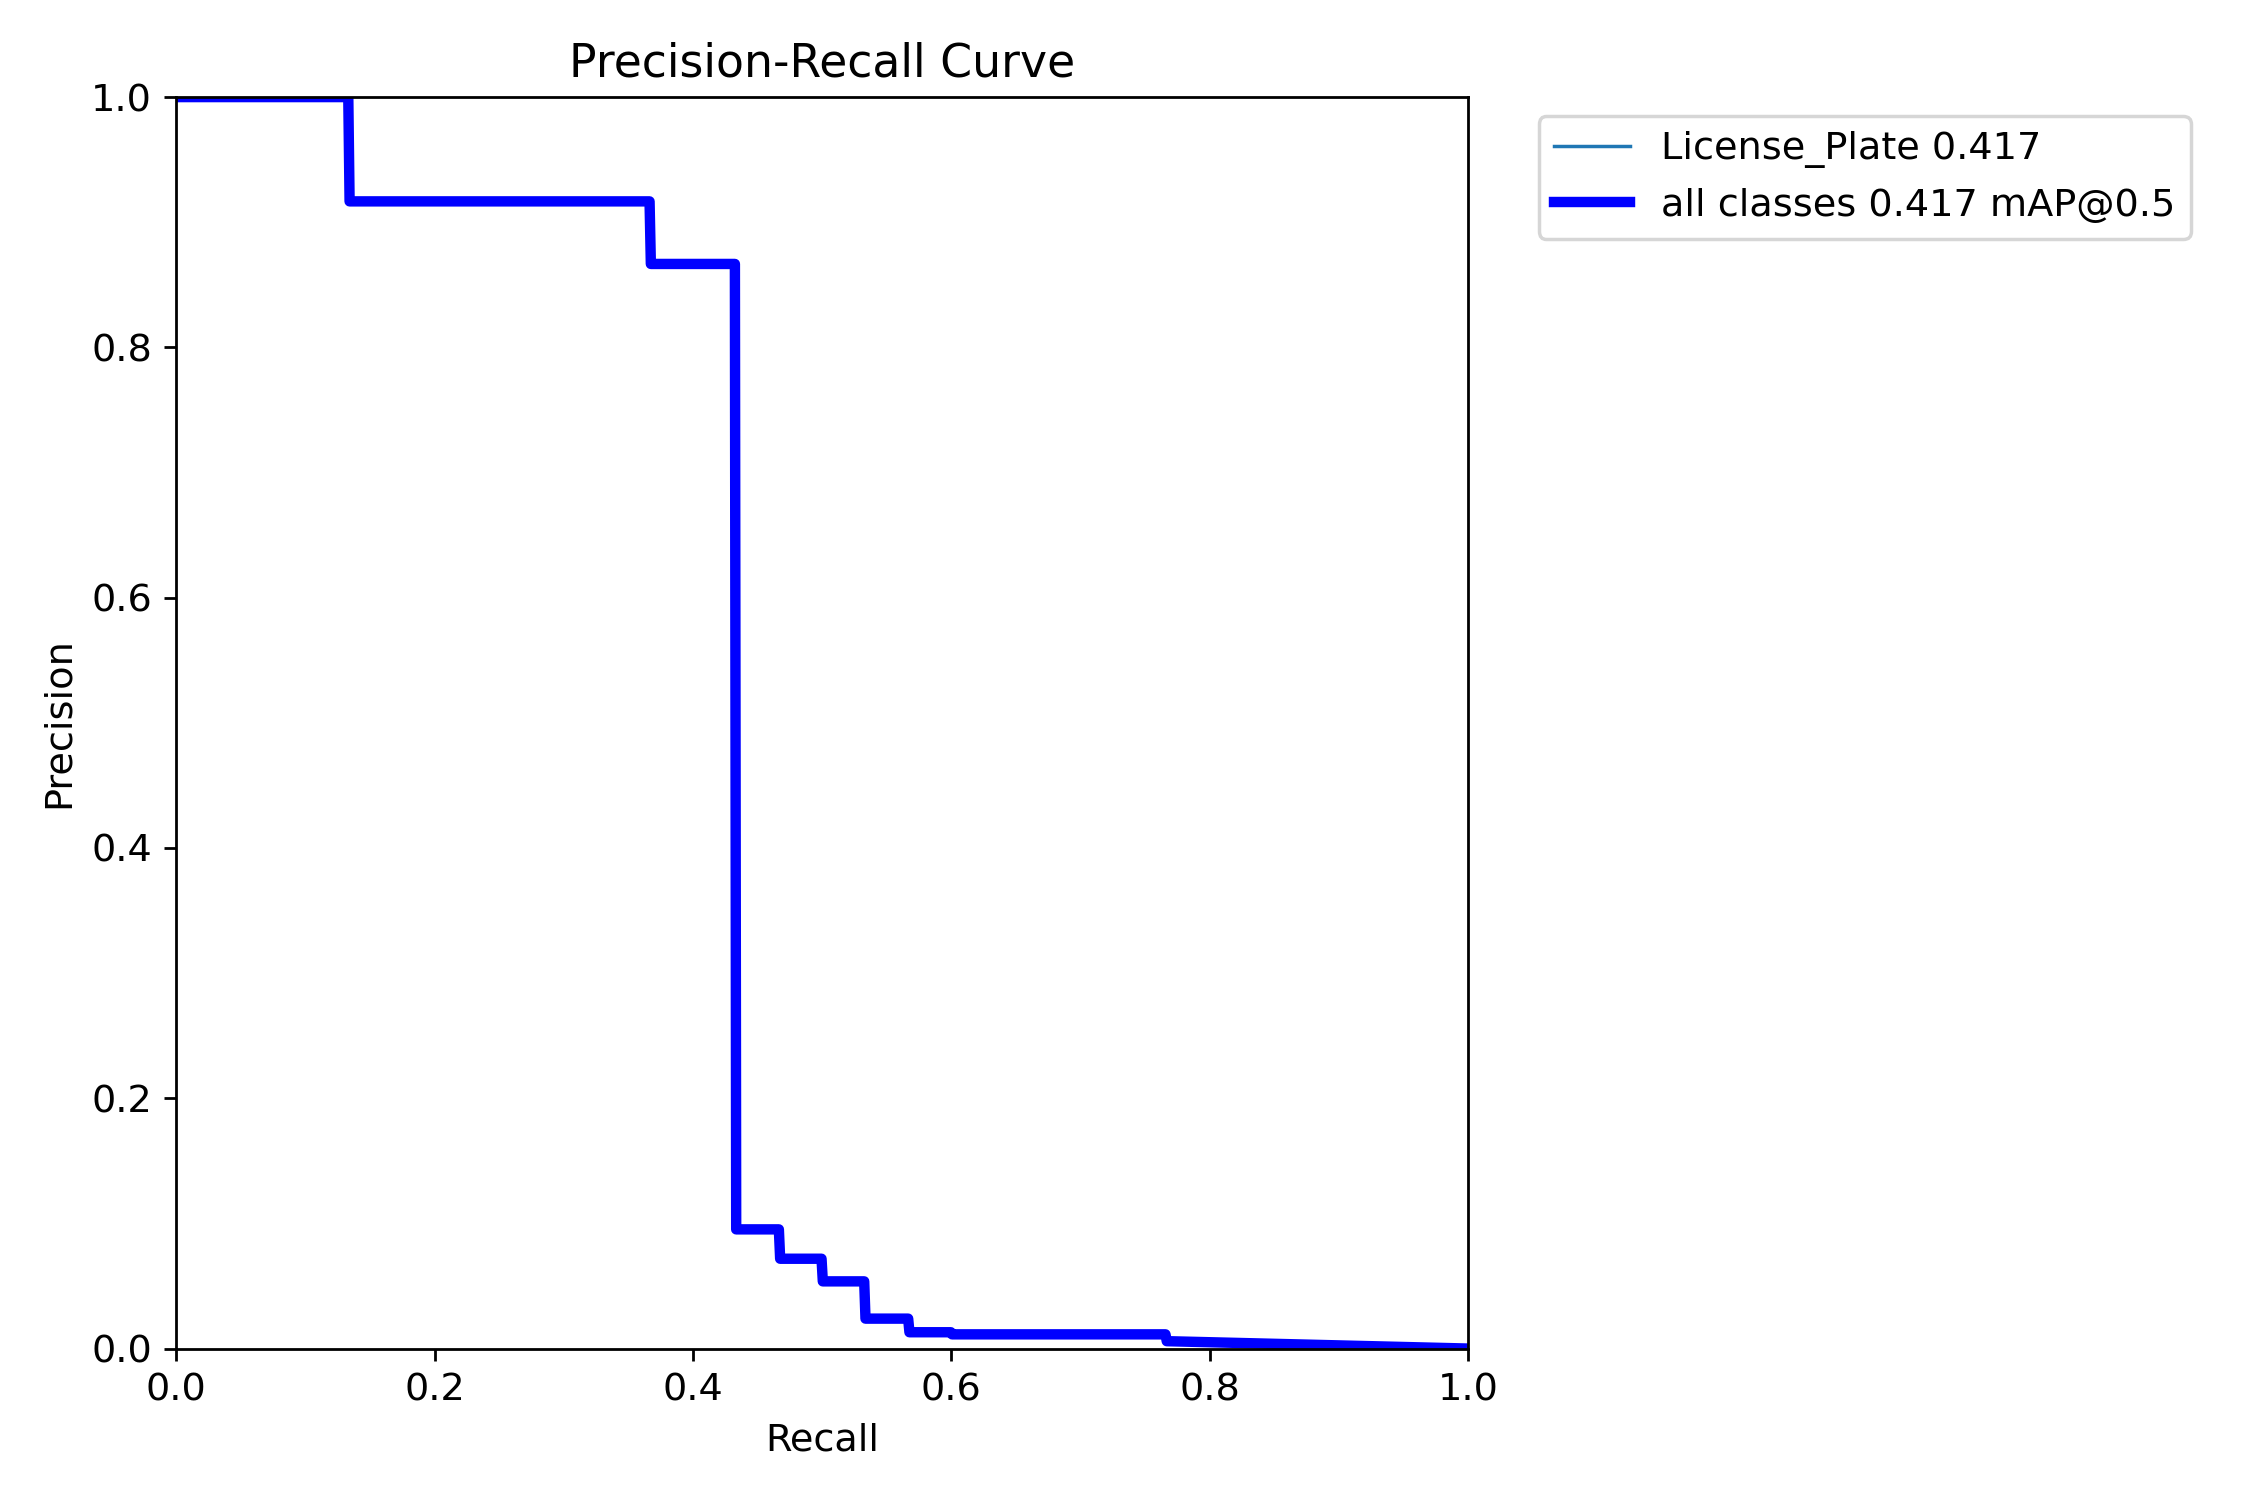 Precision-Recall Curve
1.0
0.8
0.6
0.4
0.2
0.0
Precision
0.0 0.2 0.4 0.6 0.8 1.0
Recall
License_Plate 0.417
all classes 0.417 mAP@0.5